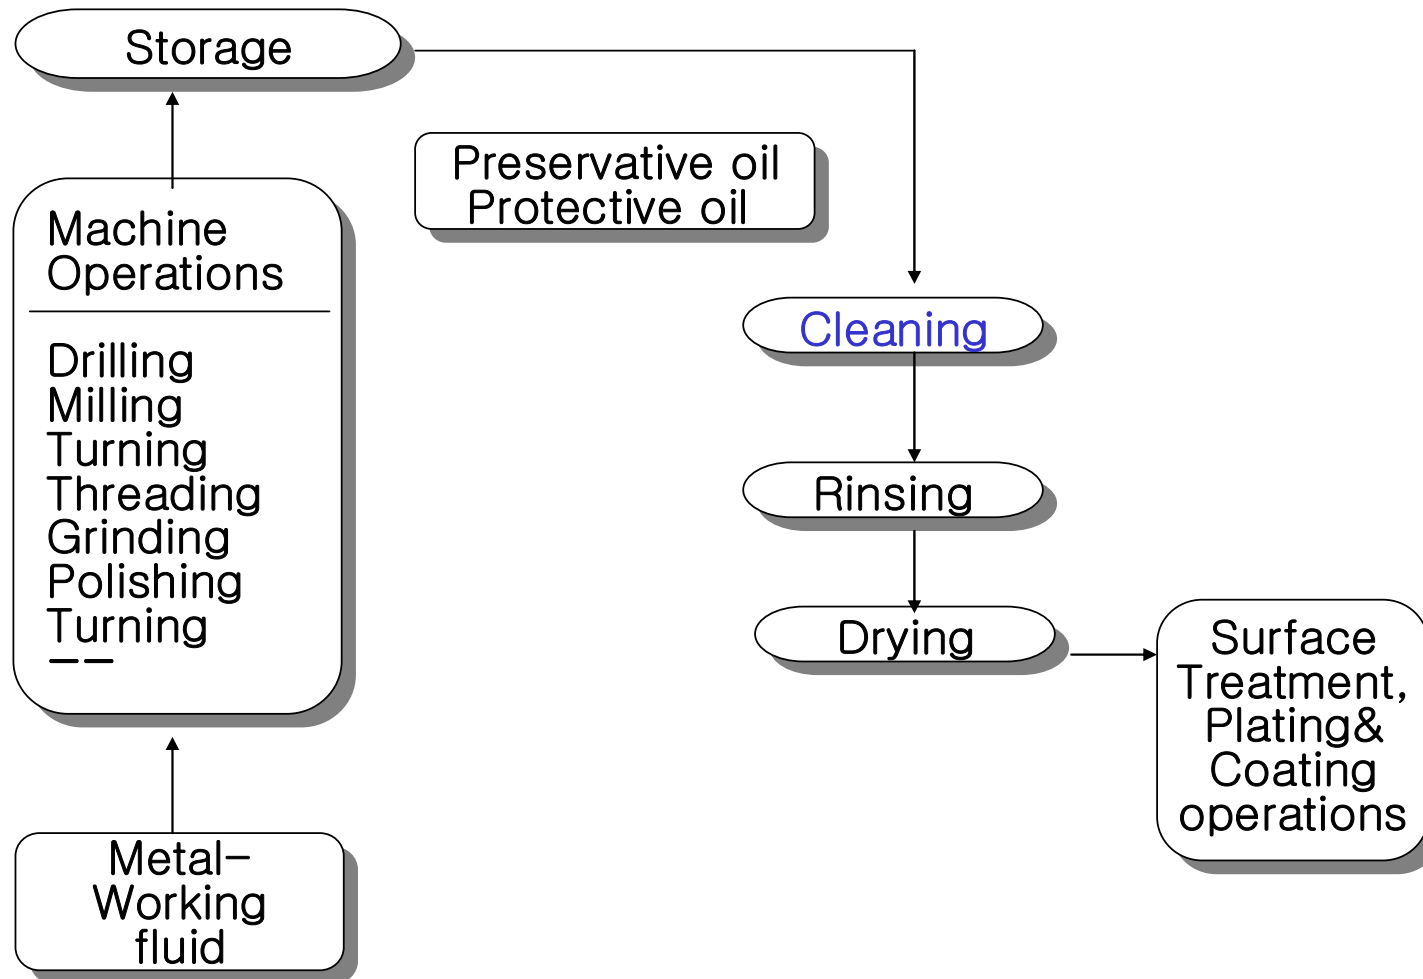 Storage
Preservative oil
Protective oil
Machine
Operations
Drilling
Milling
Turning
Threading
Grinding
Polishing
Turning
——
Metal-
Working
fluid
Cleaning
Rinsing
Drying
Surface
Treatment,
Plating&
Coating
operations